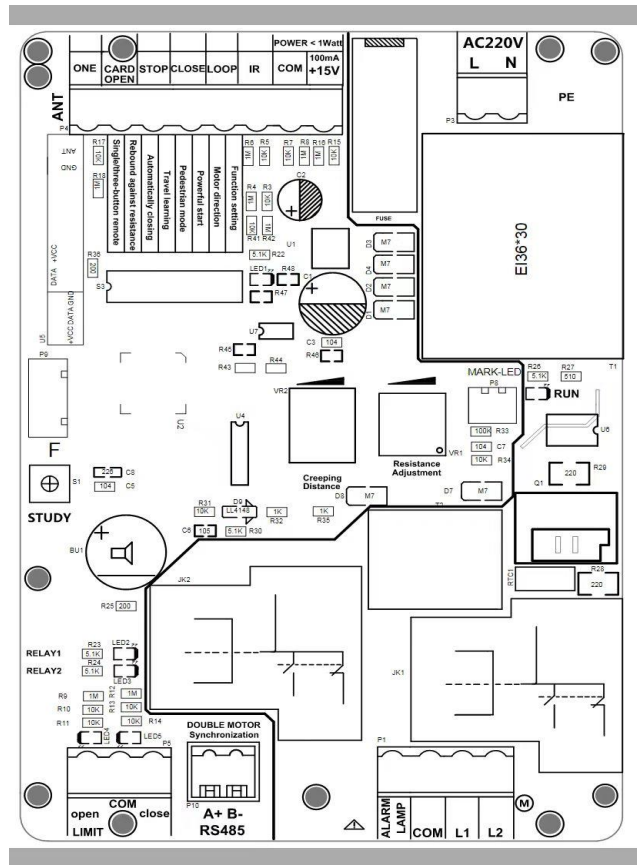 POWER < 1Watt
ONE
CARD OPEN
STOP
CLOSE
LOOP
IR
COM
100mA
+15V
AC220V
L N
PE
ANT
P4
P3
ANT
GND
R17
10K
R18
1M
Single/three-button remote
Rebound against resistance
Automatically closing
Travel learning
Pedestrian mode
Powerful start
Motor direction
Function setting
R6 R5 R7 R8 R16 R15
1M 10K 10K 1M 1M 10K
C2
R4 R3
1M 10K
10K 1M
R41 R42
5.1K R22
FUSE
EI36*30
U1
D3 M7
D4 M7
D2 M7
D1 M7
R36
200
DATA +VCC
+VCC DATA GND
U5
S3
LED1
R48
R47
C1
U7
C3 104
R45
R46
R43 R44
P9
F
U2
U4
VR2
VR1
MARK-LED
P8
R26 R27
5.1K 510
T1
RUN
U6
100K R33
104 C7
10K R34
Creeping
Distance
Resistance
Adjustment
S1
STUDY
226 C8
104 C5
Q1 220 R29
D8 M7
D7 M7
R31
10K
D9
LL4148
1K
R32
1K
R35
C6 105
5.1K R30
BU1
JK2
RTC1
R28
220
R25 200
JK1
RELAY1
R23
5.1K
LED2
RELAY2
R24
5.1K
LED3
R9 1M
R10 10K
R11 10K
R12 1M
R13 10K
10K R14
LED4
LED5
P5
DOUBLE MOTOR
Synchronization
P10
P1
open COM close
LIMIT
A+ B-
RS485
ALARM
LAMP
COM
L1
L2
M